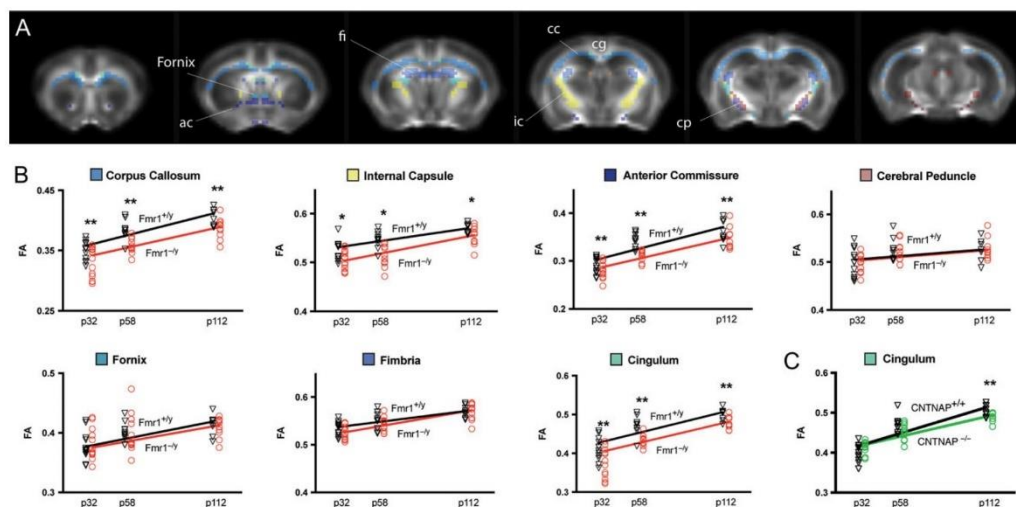 A
Fornix
ac
fi
cc
cg
ic
cp
B
Corpus Callosum
FA
0.45
0.35
0.25
**
**
**
Fmr1+/y
Fmr1–/y
p32
p58
p112
Internal Capsule
FA
0.6
0.5
0.4
*
*
*
Fmr1+/y
Fmr1–/y
p32
p58
p112
Anterior Commissure
FA
0.4
0.3
0.2
**
**
**
Fmr1+/y
Fmr1–/y
p32
p58
p112
Cerebral Peduncle
FA
0.6
0.5
0.4
Fmr1+/y
Fmr1–/y
p32
p58
p112
Fornix
FA
0.5
0.4
0.3
Fmr1+/y
Fmr1–/y
p32
p58
p112
Fimbria
FA
0.6
0.5
0.4
0.3
Fmr1+/y
Fmr1–/y
p32
p58
p112
Cingulum
FA
0.6
0.5
0.4
0.3
**
**
**
Fmr1+/y
Fmr1–/y
p32
p58
p112
C
Cingulum
FA
0.6
0.5
0.4
0.3
**
CNTNAP+/+
CNTNAP –/–
p32
p58
p112